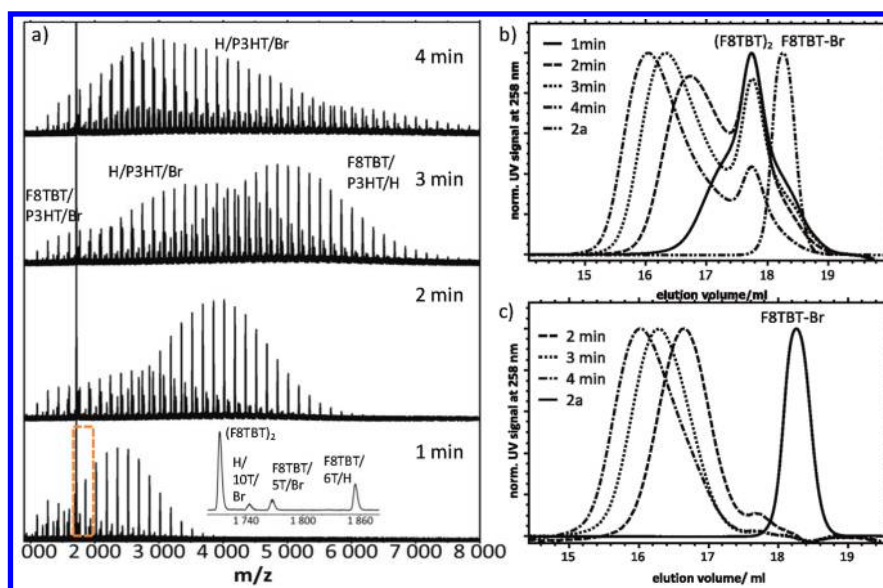 a)
H/P3HT/Br
4 min
H/P3HT/Br
F8TBT/
P3HT/H
3 min
F8TBT/
P3HT/Br
2 min
1 min
(F8TBT)₂
H/
10T/
Br
F8TBT/
5T/Br
F8TBT/
6T/H
1 740 1 800 1 860
0 000 2 000 3 000 4 000 5 000 6 000 7 000 8 000
m/z
b)
(F8TBT)₂ F8TBT-Br
1min
2min
3min
4min
2a
norm. UV signal at 258 nm
15 16 17 18 19
elution volume/ml
c)
F8TBT-Br
2 min
3 min
4 min
2a
norm. UV signal at 258 nm
15 16 17 18 19
elution volume/ ml